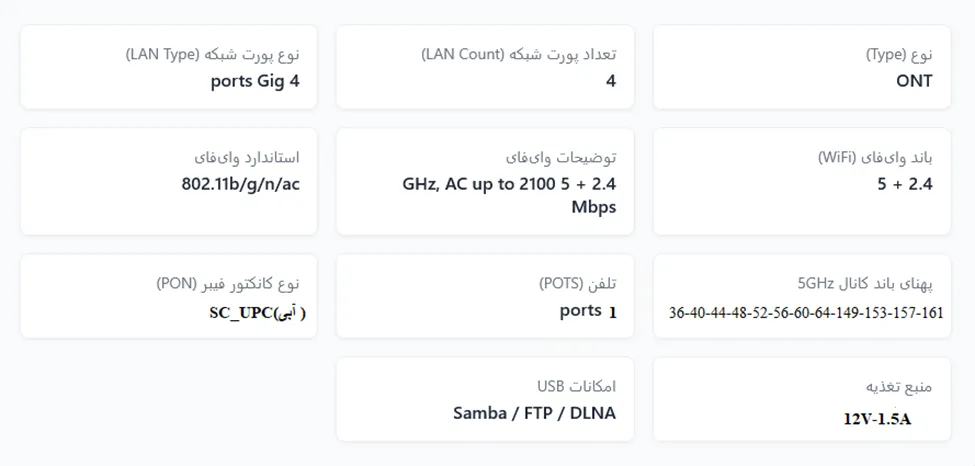 نوع (Type)
ONT
تعداد پورت شبکه (LAN Count)
4
نوع پورت شبکه (LAN Type)
ports Gig 4
باند وای‌فای (WiFi)
5 + 2.4
توضیحات وای‌فای
GHz, AC up to 2100 5 + 2.4
Mbps
استاندارد وای‌فای
802.11b/g/n/ac
پهنای باند کانال 5GHz
36-40-44-48-52-56-60-64-149-153-157-161
تلفن (POTS)
ports 1
نوع کانکتور فیبر (PON)
SC_UPC(آبی )
منبع تغذیه
12V-1.5A
امکانات USB
Samba / FTP / DLNA